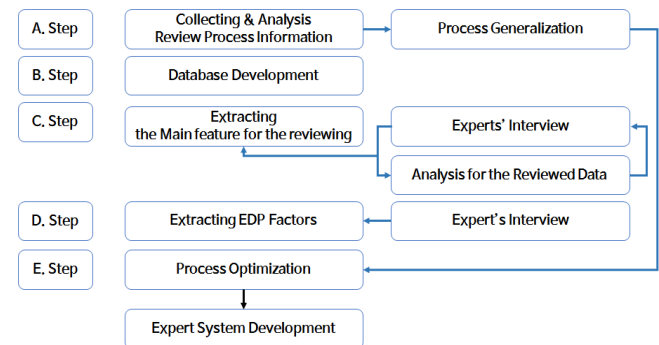 A. Step
Collecting & Analysis
Review Process Information
Process Generalization
B. Step
Database Development
C. Step
Extracting
the Main feature for the reviewing
Experts' Interview
Analysis for the Reviewed Data
D. Step
Extracting EDP Factors
Expert's Interview
E. Step
Process Optimization
Expert System Development